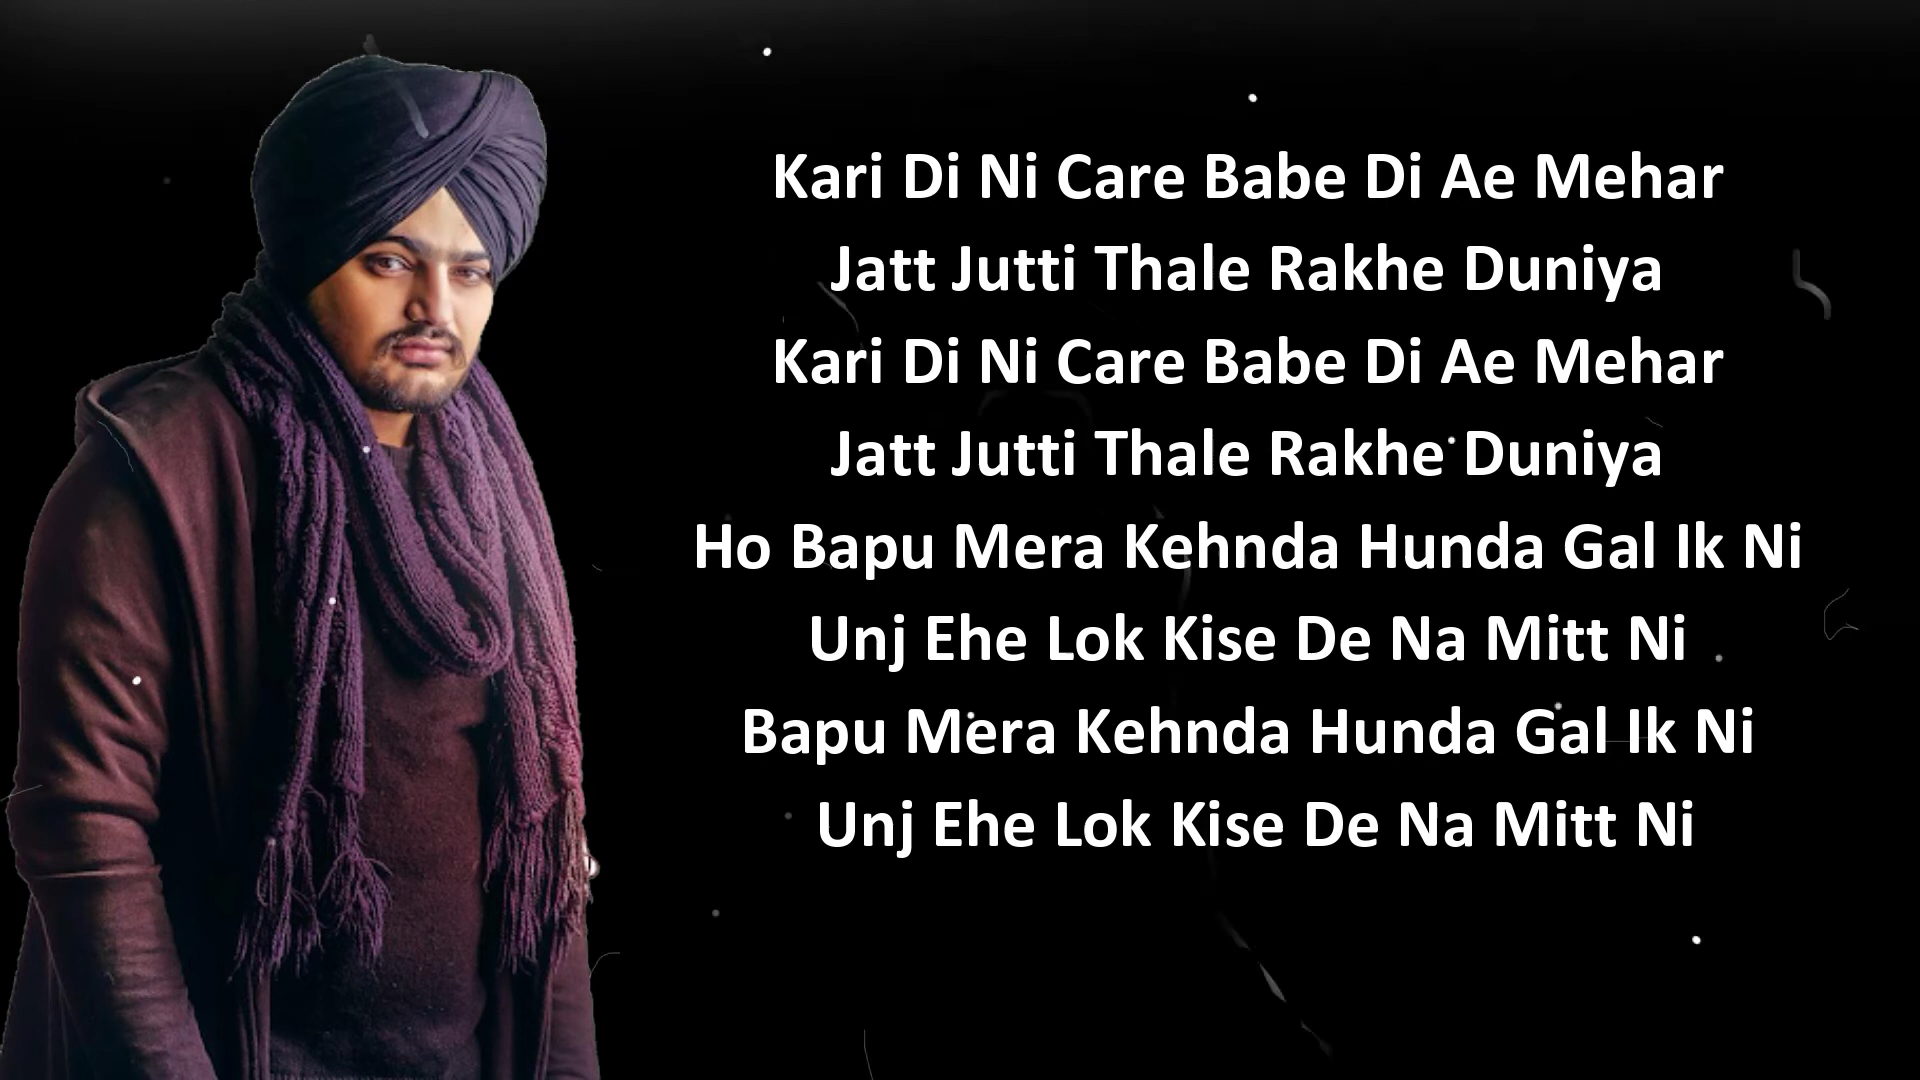 Kari Di Ni Care Babe Di Ae Mehar
Jatt Jutti Thale Rakhe Duniya
Kari Di Ni Care Babe Di Ae Mehar
Jatt Jutti Thale Rakhe Duniya
Ho Bapu Mera Kehnda Hunda Gal Ik Ni
Unj Ehe Lok Kise De Na Mitt Ni
Bapu Mera Kehnda Hunda Gal Ik Ni
Unj Ehe Lok Kise De Na Mitt Ni